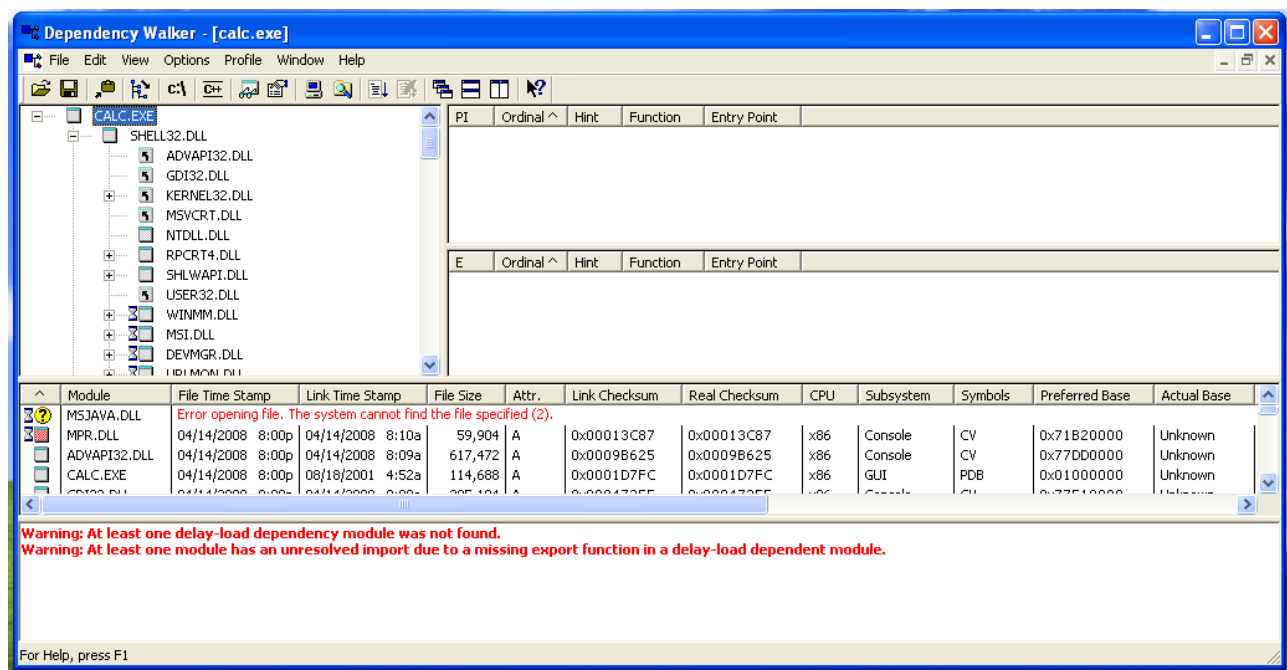 Dependency Walker - [calc.exe]
File Edit View Options Profile Window Help
c:\ C++
CALC.EXE
SHELL32.DLL
ADVAPI32.DLL
GDI32.DLL
KERNEL32.DLL
MSVCRT.DLL
NTDLL.DLL
RPCRT4.DLL
SHLWAPI.DLL
USER32.DLL
WINMM.DLL
MSI.DLL
DEVMGR.DLL
URLMON.DLL
PI Ordinal ^ Hint Function Entry Point
E Ordinal ^ Hint Function Entry Point
^ Module File Time Stamp Link Time Stamp File Size Attr. Link Checksum Real Checksum CPU Subsystem Symbols Preferred Base Actual Base
MSJAVA.DLL Error opening file. The system cannot find the file specified (2).
MPR.DLL 04/14/2008 8:00p 04/14/2008 8:10a 59,904 A 0x00013C87 0x00013C87 x86 Console CV 0x71B20000 Unknown
ADVAPI32.DLL 04/14/2008 8:00p 04/14/2008 8:09a 617,472 A 0x0009B625 0x0009B625 x86 Console CV 0x77DD0000 Unknown
CALC.EXE 04/14/2008 8:00p 08/18/2001 4:52a 114,688 A 0x0001D7FC 0x0001D7FC x86 GUI PDB 0x01000000 Unknown
Warning: At least one delay-load dependency module was not found.
Warning: At least one module has an unresolved import due to a missing export function in a delay-load dependent module.
For Help, press F1